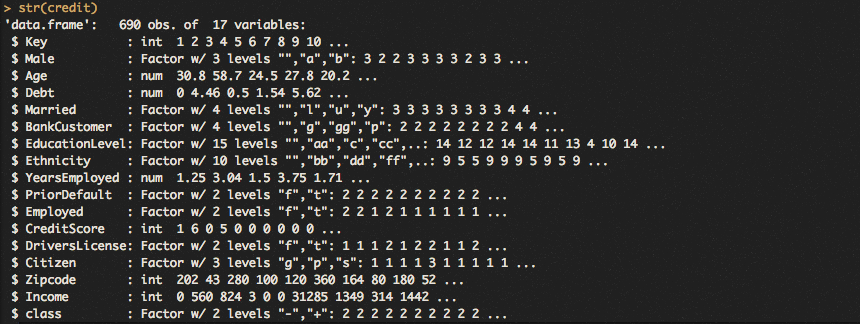 > str(credit)
'data.frame':   690 obs. of  17 variables:
 $ Key           : int  1 2 3 4 5 6 7 8 9 10 ...
 $ Male          : Factor w/ 3 levels "","a","b": 3 2 2 3 3 3 3 2 3 3 ...
 $ Age           : num  30.8 58.7 24.5 27.8 20.2 ...
 $ Debt          : num  0 4.46 0.5 1.54 5.62 ...
 $ Married       : Factor w/ 4 levels "","l","u","y": 3 3 3 3 3 3 3 3 4 4 ...
 $ BankCustomer  : Factor w/ 4 levels "","g","gg","p": 2 2 2 2 2 2 2 2 4 4 ...
 $ EducationLevel: Factor w/ 15 levels "","aa","c","cc",..: 14 12 12 14 14 11 13 4 10 14 ...
 $ Ethnicity     : Factor w/ 10 levels "","bb","dd","ff",..: 9 5 5 9 9 9 5 9 5 9 ...
 $ YearsEmployed : num  1.25 3.04 1.5 3.75 1.71 ...
 $ PriorDefault  : Factor w/ 2 levels "f","t": 2 2 2 2 2 2 2 2 2 2 ...
 $ Employed      : Factor w/ 2 levels "f","t": 2 2 1 2 1 1 1 1 1 1 ...
 $ CreditScore   : int  1 6 0 5 0 0 0 0 0 0 ...
 $ DriversLicense: Factor w/ 2 levels "f","t": 1 1 1 2 1 2 2 1 1 2 ...
 $ Citizen       : Factor w/ 3 levels "g","p","s": 1 1 1 1 3 1 1 1 1 1 ...
 $ Zipcode       : int  202 43 280 100 120 360 164 80 180 52 ...
 $ Income        : int  0 560 824 3 0 0 31285 1349 314 1442 ...
 $ class         : Factor w/ 2 levels "-","+": 2 2 2 2 2 2 2 2 2 2 ...